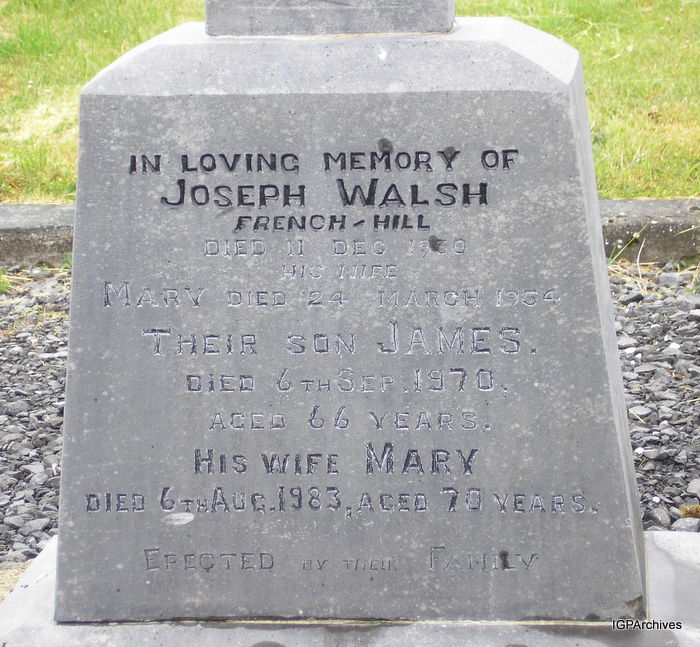 IN LOVING MEMORY OF
JOSEPH WALSH
FRENCH-HILL
DIED 11 DEC 1930
HIS WIFE
MARY DIED 24 MARCH 1954
THEIR SON JAMES.
DIED 6TH SEP. 1970,
AGED 66 YEARS.
HIS WIFE MARY
DIED 6TH AUG. 1983, AGED 70 YEARS.
ERECTED BY THEIR FAMILY
IGPArchives